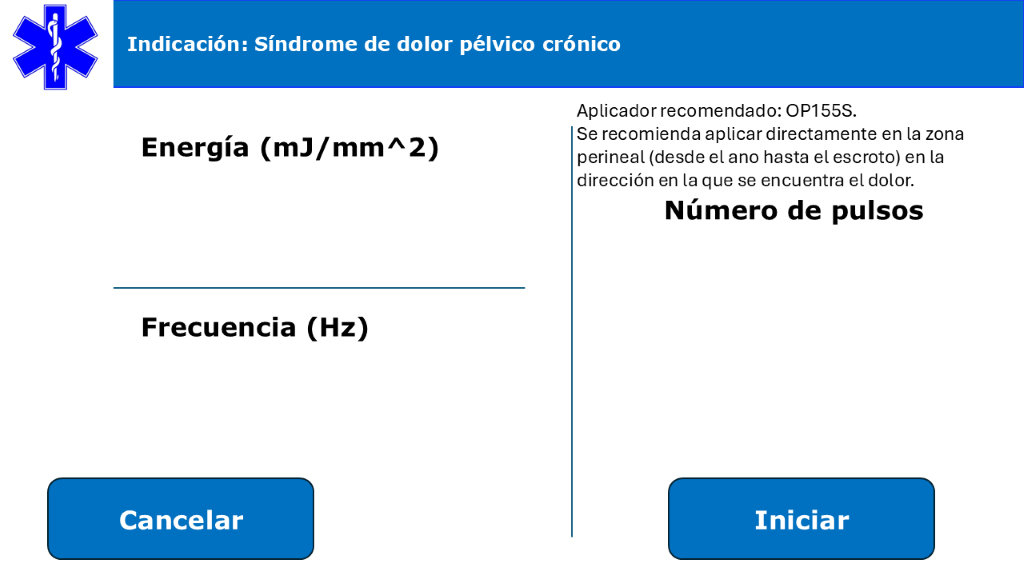 Indicación: Síndrome de dolor pélvico crónico
Energía (mJ/mm^2)
Frecuencia (Hz)
Aplicador recomendado: OP155S.
Se recomienda aplicar directamente en la zona
perineal (desde el ano hasta el escroto) en la
dirección en la que se encuentra el dolor.
Número de pulsos
Cancelar
Iniciar